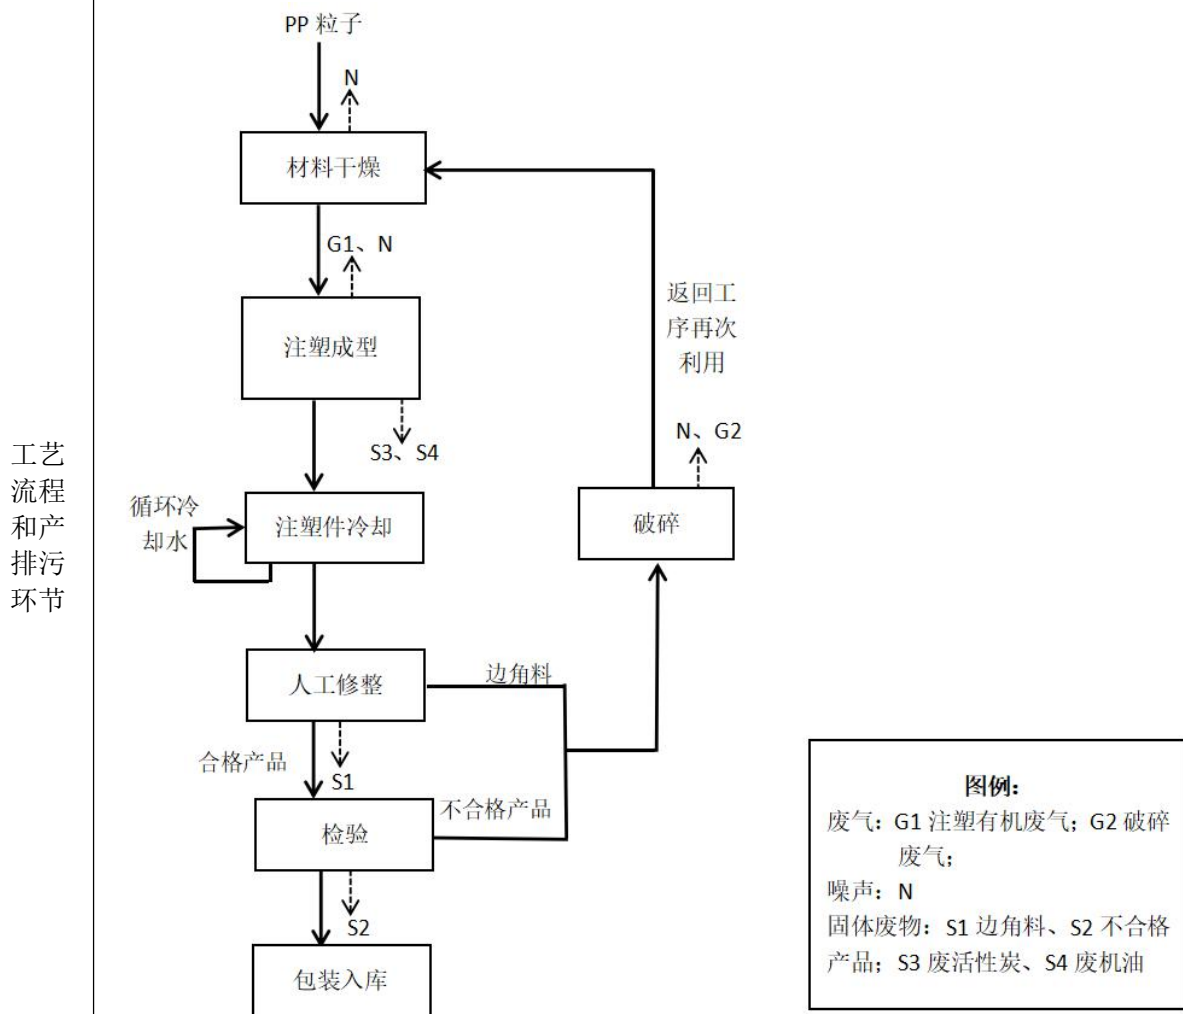 工艺
流程
和产
排污
环节
PP 粒子
N
材料干燥
G1、N
注塑成型
S3、S4
循环冷
却水
注塑件冷却
人工修整
边角料
合格产品
S1
不合格产品
检验
S2
包装入库
返回工
序再次
利用
N、G2
破碎
图例：
废气：G1 注塑有机废气；G2 破碎
废气；
噪声：N
固体废物：S1 边角料、S2 不合格
产品；S3 废活性炭、S4 废机油